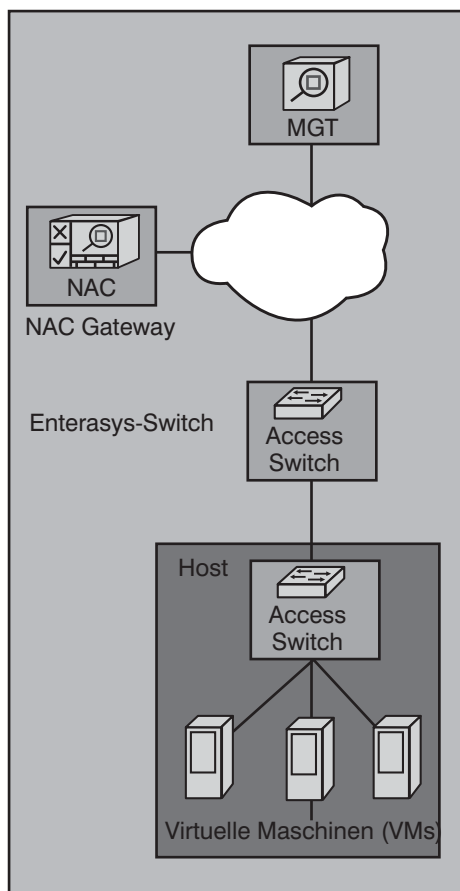 MGT
NAC
NAC Gateway
Enterasys-Switch
Access
Switch
Host
Access
Switch
Virtuelle Maschinen (VMs)